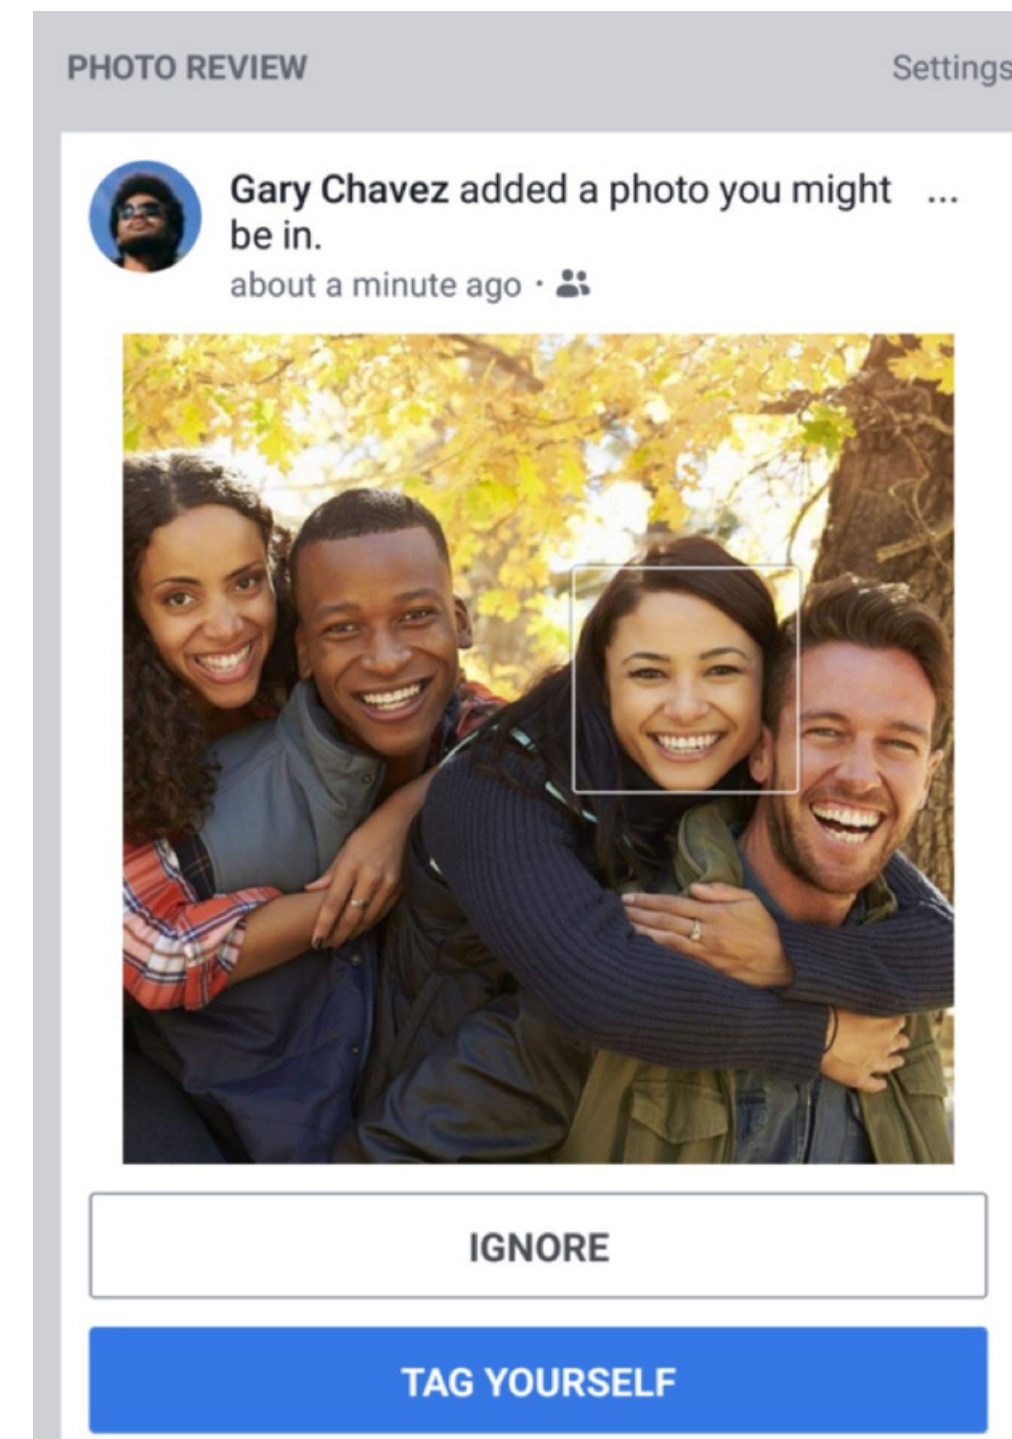 PHOTO REVIEW
Settings
Gary Chavez added a photo you might ...
be in.
about a minute ago ·
IGNORE
TAG YOURSELF